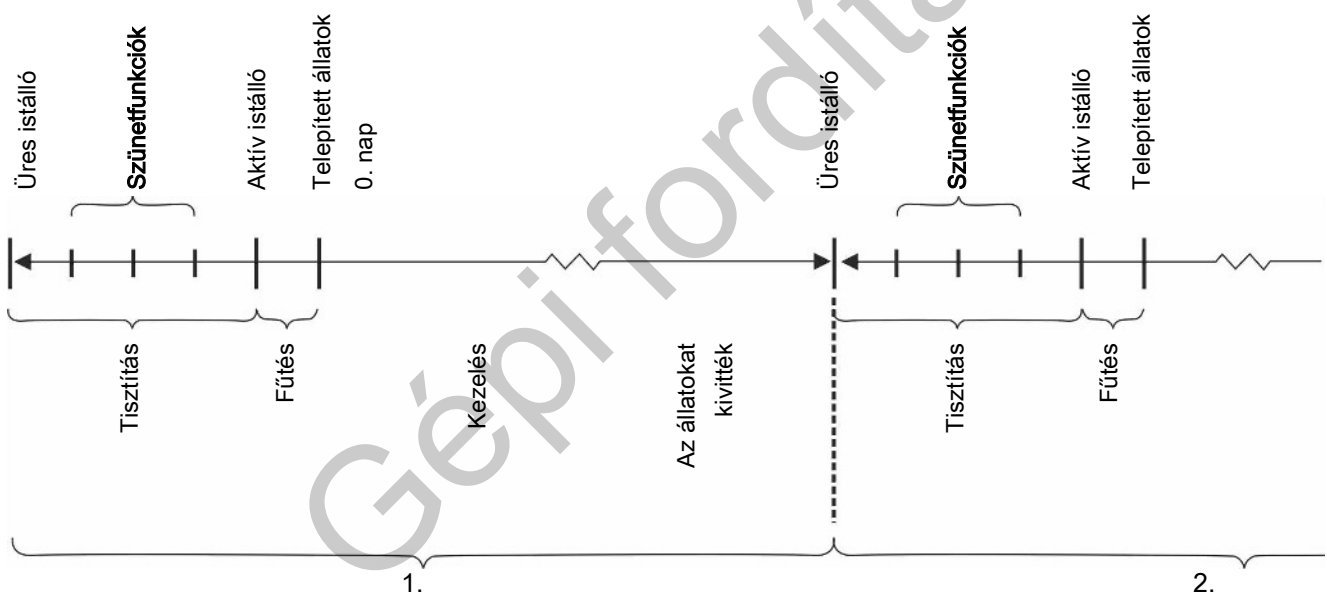 Üres istálló
Szünetfunkciók
Aktív istálló
Telepített állatok
0. nap
Üres istálló
Szünetfunkciók
Aktív istálló
Telepített állatok
Tisztítás
Fűtés
Kezelés
Az állatokat
kivitték
Tisztítás
Fűtés
1.
2.
Gépi fordítá